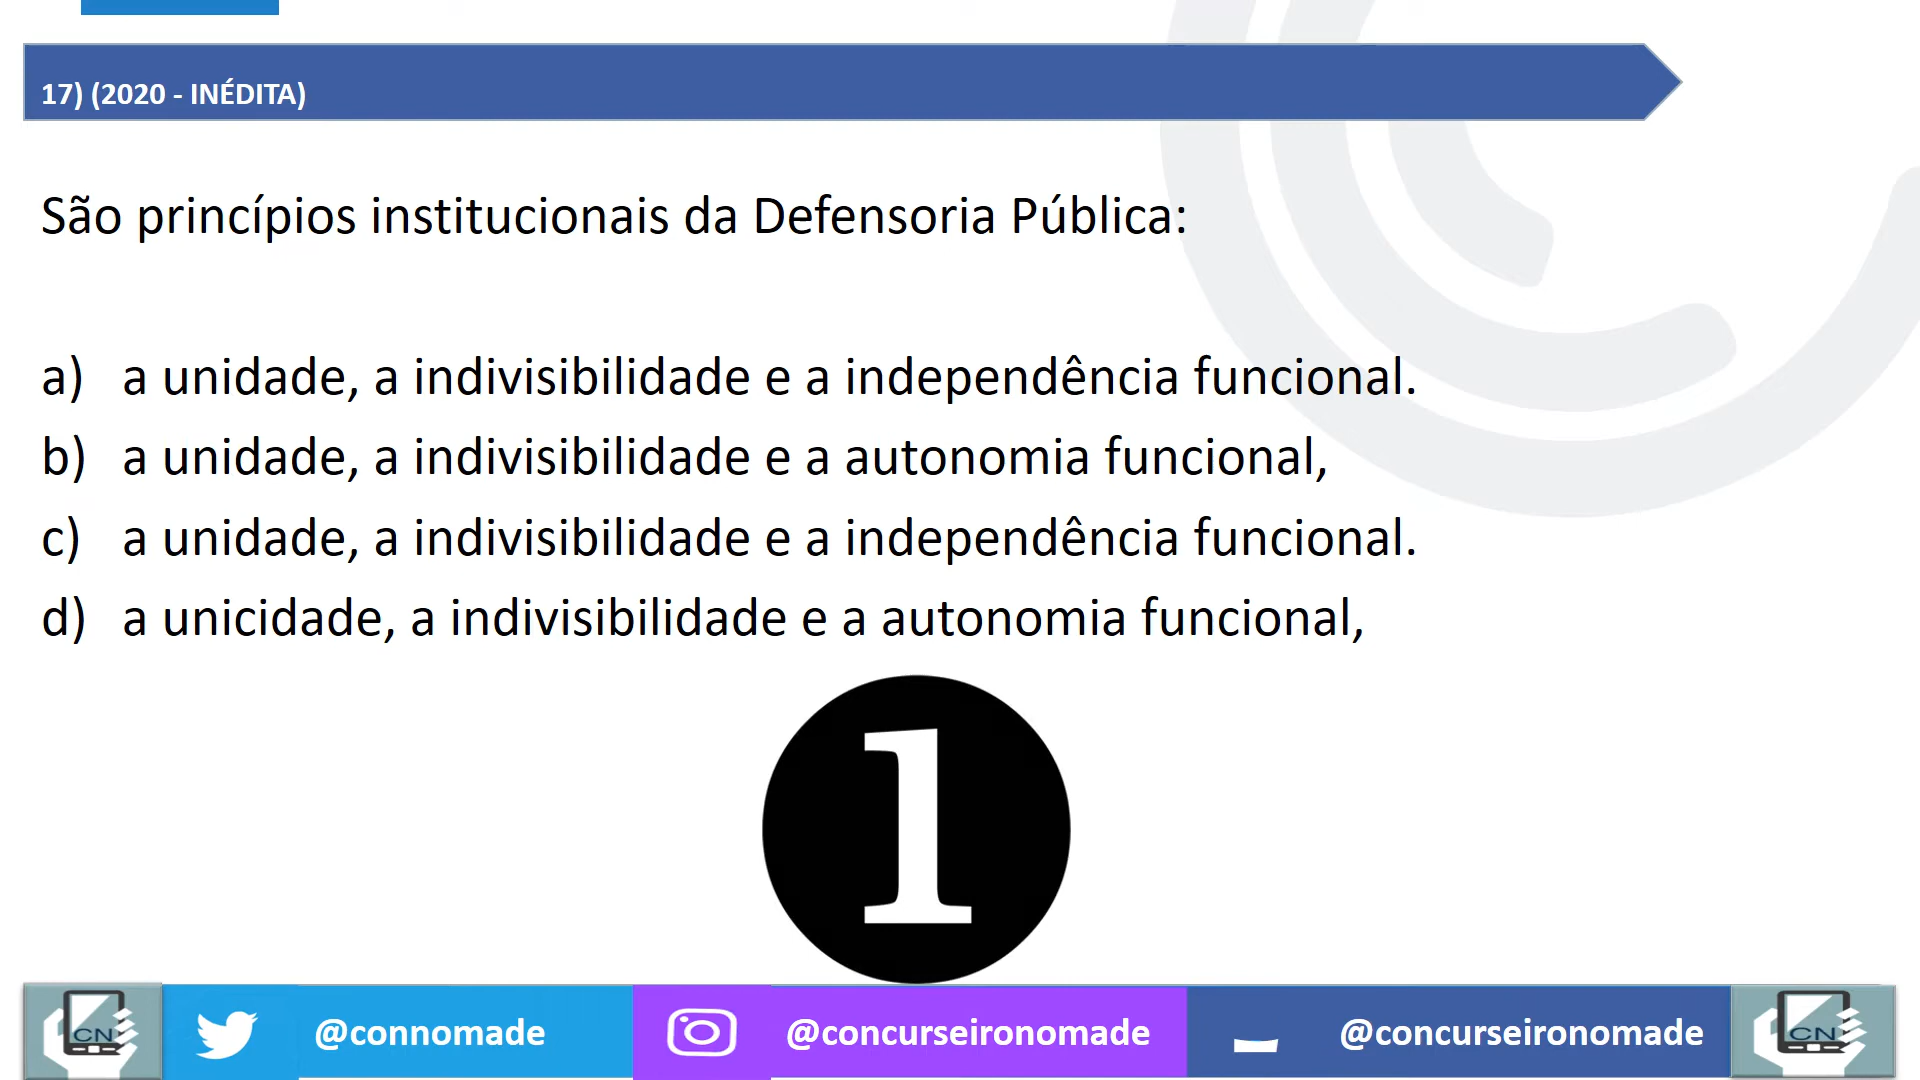 17) (2020 - INÉDITA)
São princípios institucionais da Defensoria Pública:
a) a unidade, a indivisibilidade e a independência funcional.
b) a unidade, a indivisibilidade e a autonomia funcional,
c) a unidade, a indivisibilidade e a independência funcional.
d) a unicidade, a indivisibilidade e a autonomia funcional,
1
CN @connomade @concurseironomade @concurseironomade CN